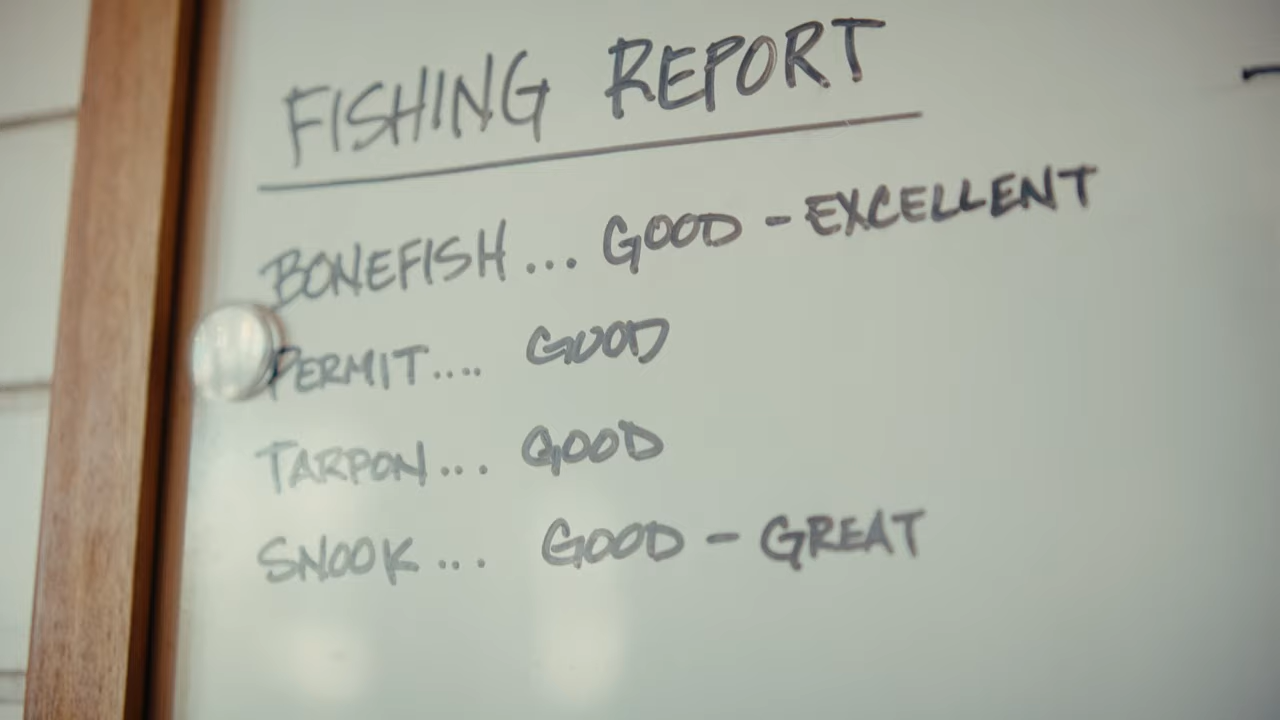 FISHING REPORT
BONEFISH... GOOD - EXCELLENT
PERMIT.... GOOD
TARPON... GOOD
SNOOK... GOOD - GREAT